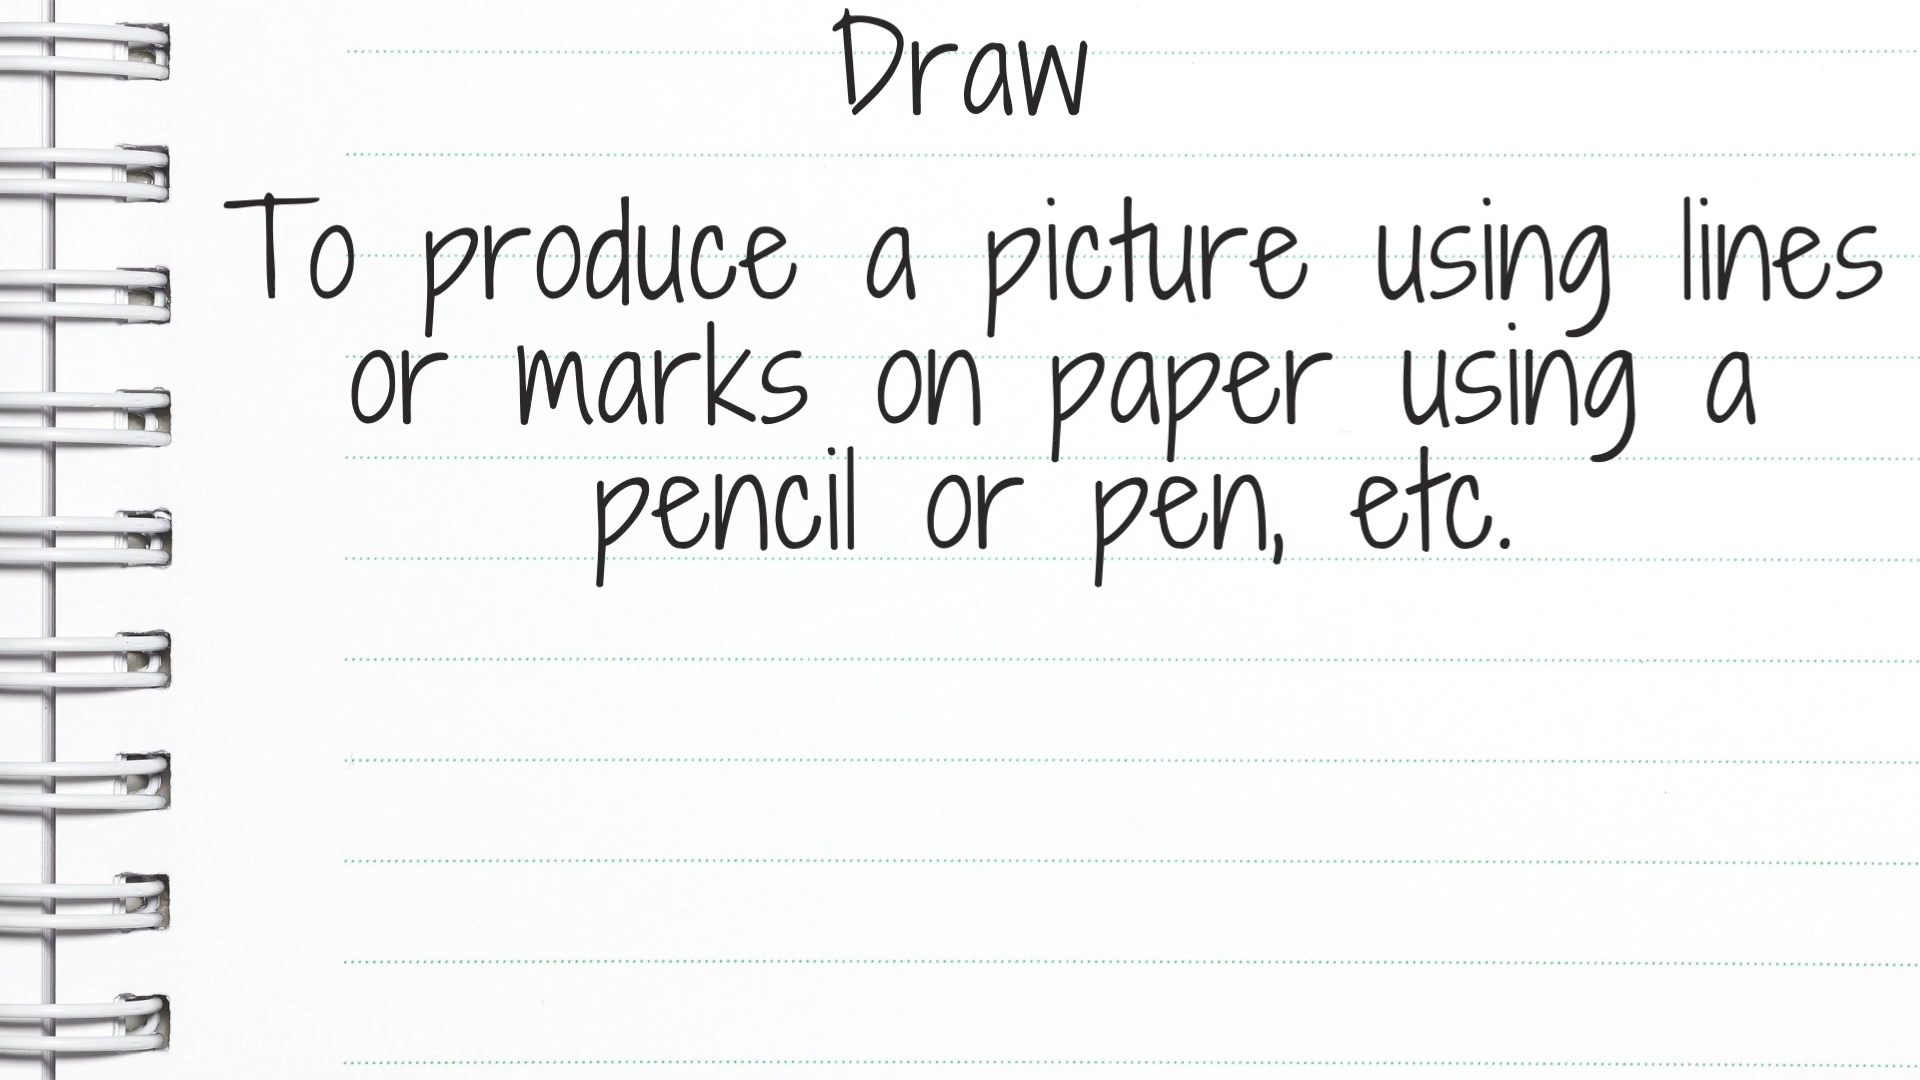 Draw
To produce a picture using lines
or marks on paper using a
pencil or pen, etc.